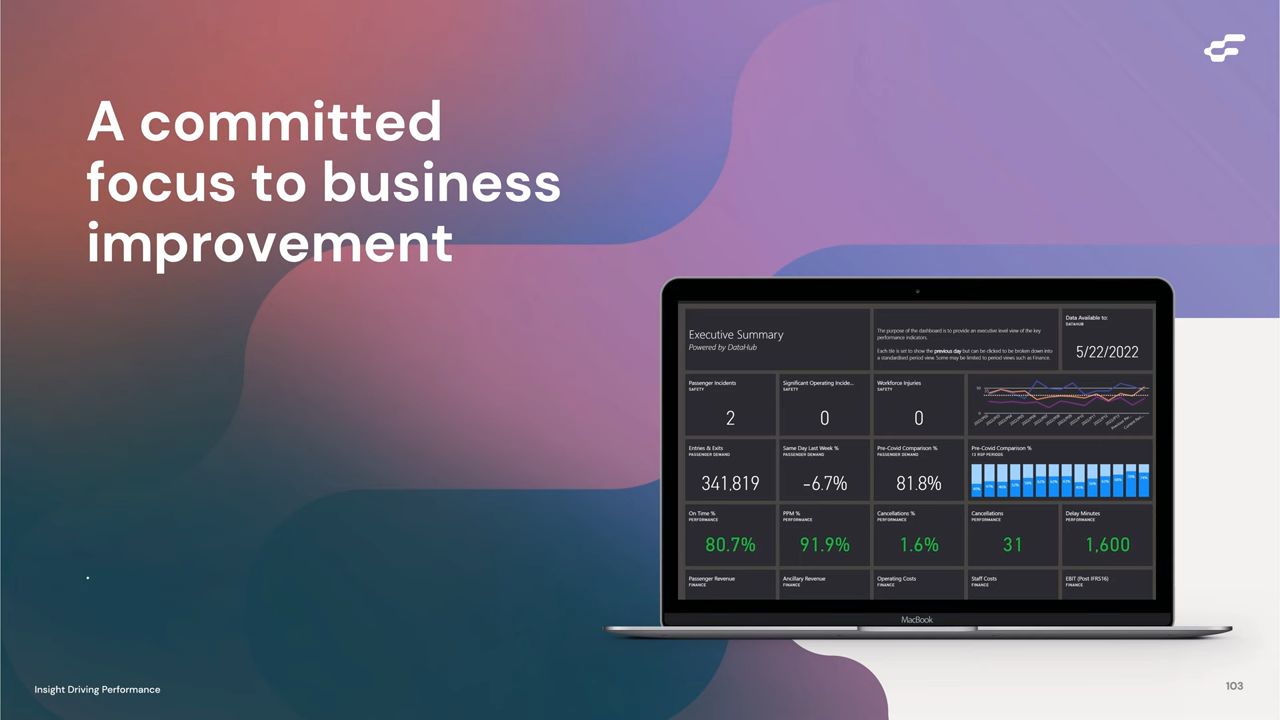 A committed
focus to business
improvement
Executive Summary
Powered by DataHub
The purpose of the dashboard is to provide an executive level view of the key
performance indicators.
Each tile is set to show the previous day but can be clicked to be broken down into
a standardised period view. Some may be limited to period views such as Finance.
Data Available to:
DATAHUB
5/22/2022
Passenger Incidents
SAFETY
2
Significant Operating Incide...
SAFETY
0
Workforce Injuries
SAFETY
0
Entries & Exits
PASSENGER DEMAND
341,819
Same Day Last Week %
PASSENGER DEMAND
-6.7%
Pre-Covid Comparison %
PASSENGER DEMAND
81.8%
Pre-Covid Comparison %
13 RSP PERIODS
On Time %
PERFORMANCE
80.7%
PPM %
PERFORMANCE
91.9%
Cancellations %
PERFORMANCE
1.6%
Cancellations
PERFORMANCE
31
Delay Minutes
PERFORMANCE
1,600
Passenger Revenue
FINANCE
Ancillary Revenue
FINANCE
Operating Costs
FINANCE
Staff Costs
FINANCE
EBIT (Post IFRS16)
FINANCE
MacBook
.
Insight Driving Performance
103